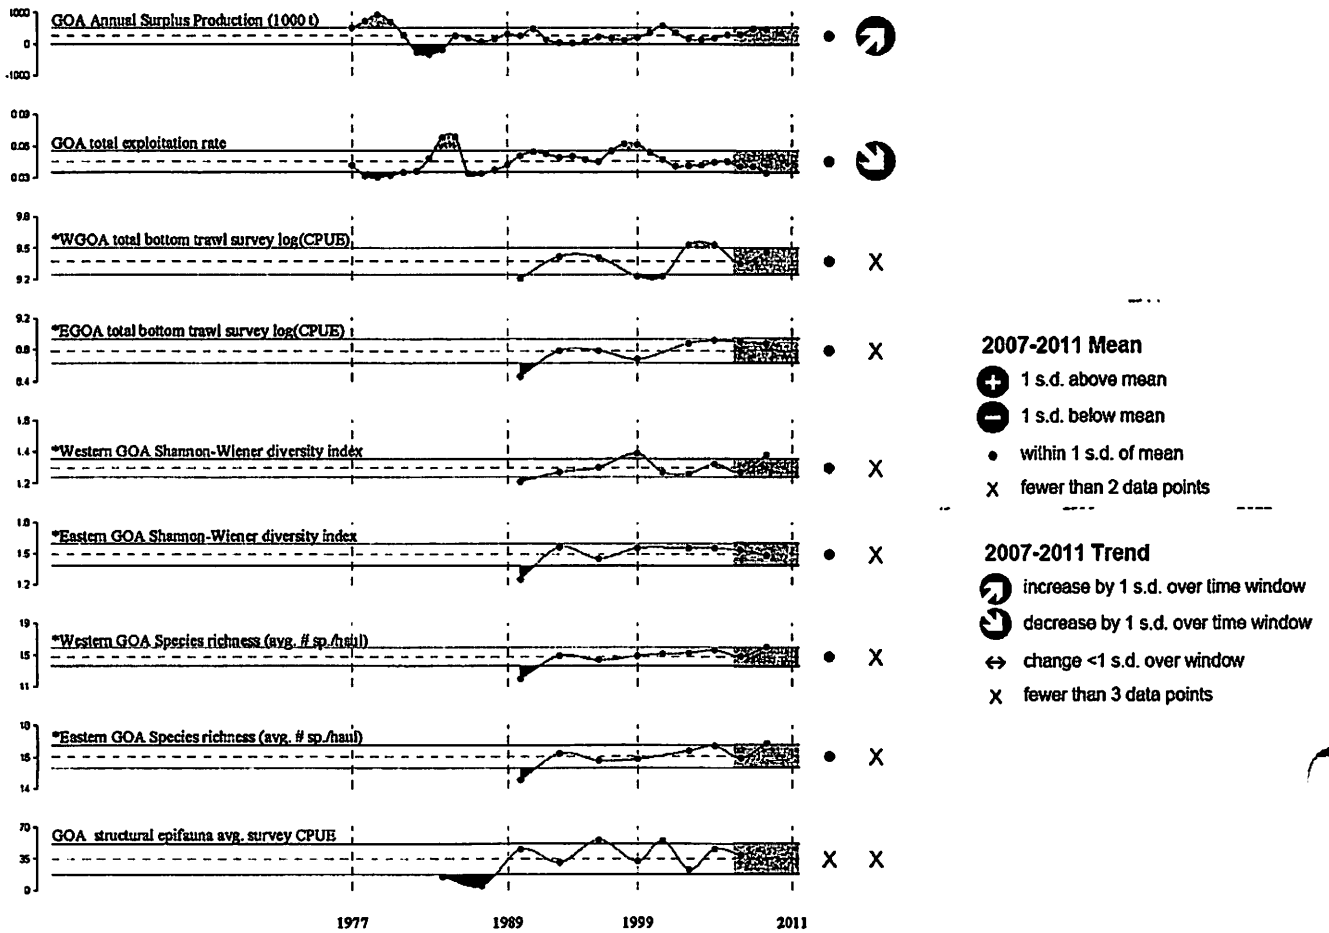 1000
GOA Annual Surplus Production (1000 t)
0
-1000
0.09
GOA total exploitation rate
0.06
0.03
9.8
*WGOA total bottom trawl survey log(CPUE)
9.5
9.2
9.2
*EGOA total bottom trawl survey log(CPUE)
8.8
8.4
1.6
*Western GOA Shannon-Wiener diversity index
1.4
1.2
1.8
*Eastern GOA Shannon-Wiener diversity index
1.5
1.2
19
*Western GOA Species richness (avg. # sp./haul)
15
11
18
*Eastern GOA Species richness (avg. # sp./haul)
16
14
70
GOA structural epifauna avg. survey CPUE
35
0
1977 1989 1999 2011
X
X
X
X
X
X
X X
2007-2011 Mean
+ 1 s.d. above mean
− 1 s.d. below mean
• within 1 s.d. of mean
X fewer than 2 data points
2007-2011 Trend
increase by 1 s.d. over time window
decrease by 1 s.d. over time window
↔ change <1 s.d. over window
X fewer than 3 data points